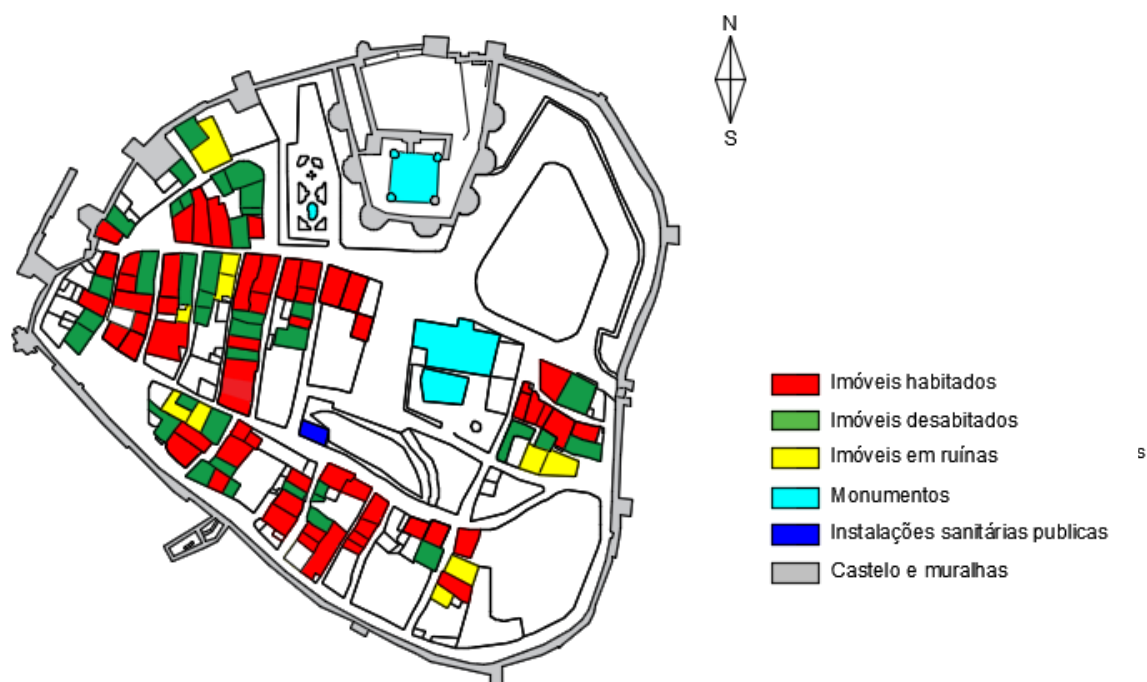 N
S
Imóveis habitados
Imóveis desabitados
Imóveis em ruínas
s
Monumentos
Instalações sanitárias publicas
Castelo e muralhas